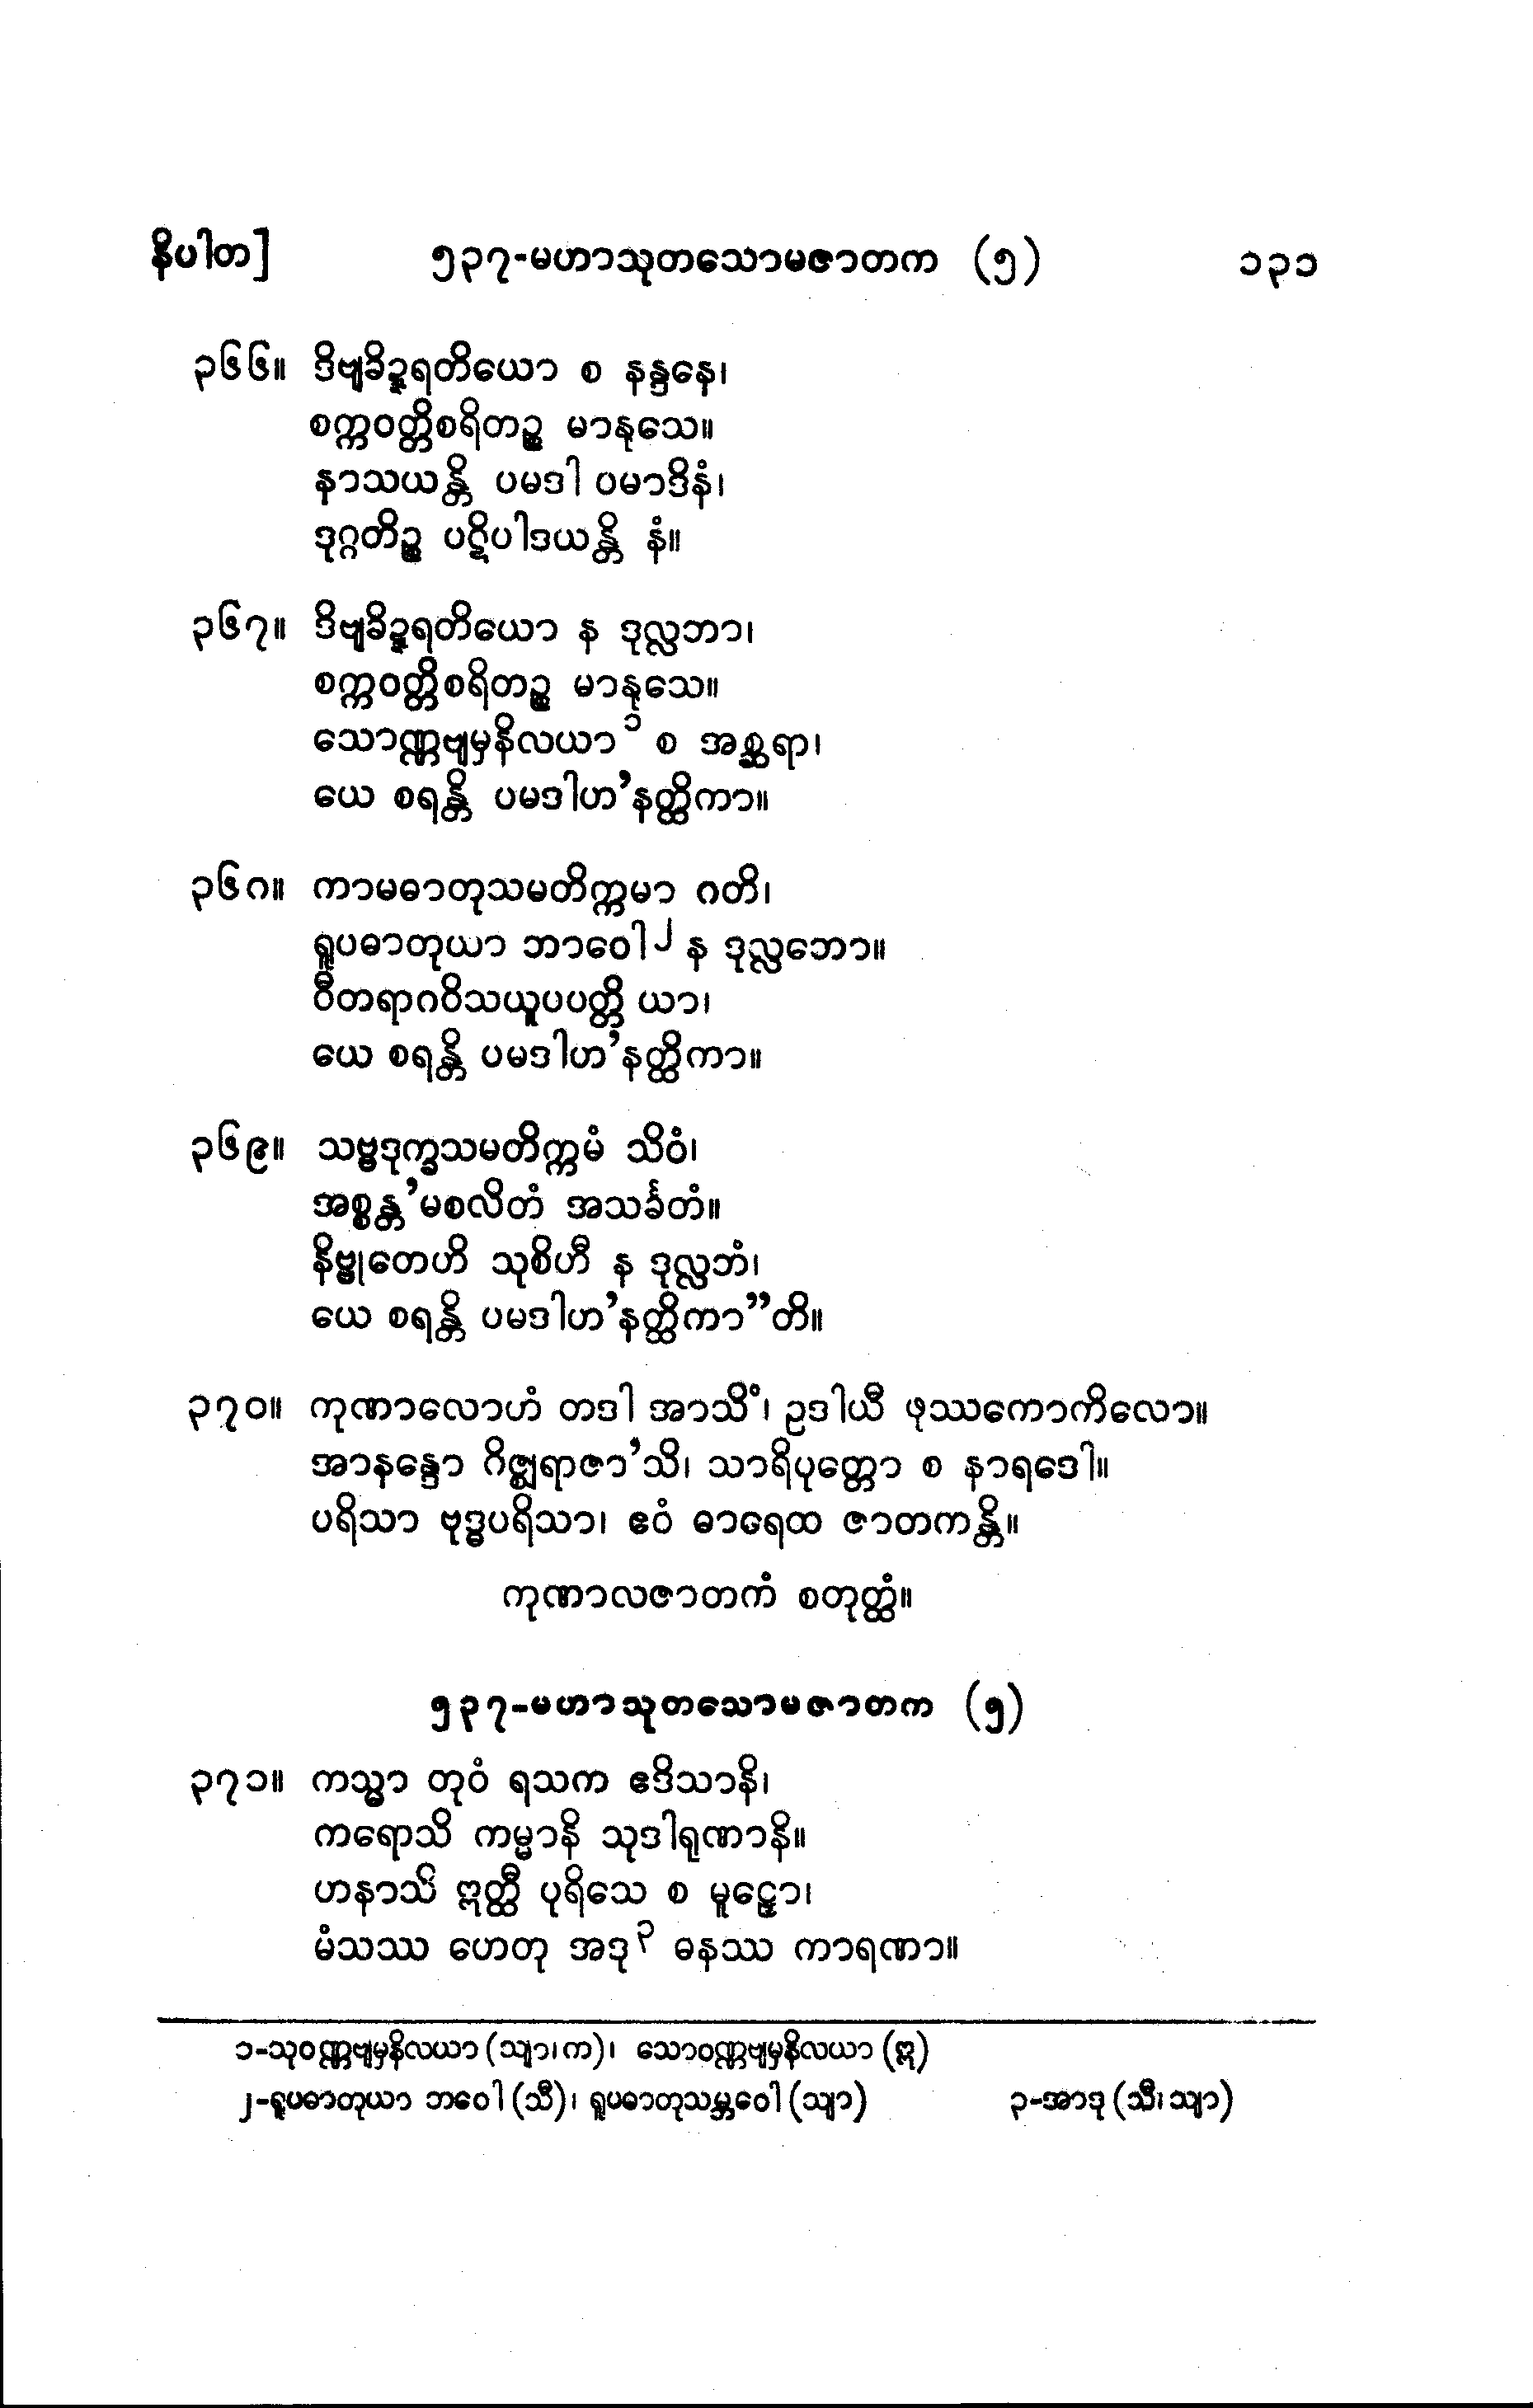 နိပါတ]	၅၃၇-မဟာသုတသောမဇာတက (၅)	၁၃၁
၃၆၆။ ဒိဗျခိဍ္ဍရတိယော စ နန္ဒနေ၊
စက္ကဝတ္တိစရိတဉ္စ မာနုသေ။
နာသယန္တိ ပမဒါ ပမာဒိနံ၊
ဒုဂ္ဂတိဉ္စ ပဋိပါဒယန္တိ နံ။
၃၆၇။ ဒိဗျခိဍ္ဍရတိယော န ဒုလ္လဘာ၊
စက္ကဝတ္တိစရိတဉ္စ မာနုသေ။
သောဏ္ဏဗျမှနိလယာ၁ စ အစ္ဆရာ၊
ယေ စရန္တိ ပမဒါဟ’နတ္ထိကာ။
၃၆၈။ ကာမဓာတုသမတိက္ကမာ ဂတိ၊
ရူပဓာတုယာ ဘာဝေါ၂ န ဒုလ္လဘော။
ဝီတရာဂဝိသယူပပတ္တိ ယာ၊
ယေ စရန္တိ ပမဒါဟ’နတ္ထိကာ။
၃၆၉။ သဗ္ဗဒုက္ခသမတိက္ကမံ သိဝံ၊
အစ္စန္တ’မစလိတံ အသင်္ခတံ။
နိဗ္ဗုတေဟိ သုစိဟီ န ဒုလ္လဘံ၊
ယေ စရန္တိ ပမဒါဟ’နတ္ထိကာ”တိ။
၃၇၀။ ကုဏာလောဟံ တဒါ အာသိံ၊ ဥဒါယီ ဖုဿကောကိလော။
အာနန္ဒော ဂိဇ္ဈရာဇာ’သိ၊ သာရိပုတ္တော စ နာရဒေါ။
ပရိသာ ဗုဒ္ဓပရိသာ၊ ဧဝံ ဓာရေထ ဇာတကန္တိ။
ကုဏာလဇာတကံ စတုတ္ထံ။
၅၃၇-မဟာသုတသောမဇာတက (၅)
၃၇၁။ ကသ္မာ တုဝံ ရသက ဧဒိသာနိ၊
ကရောသိ ကမ္မာနိ သုဒါရုဏာနိ။
ဟနာသိ ဣတ္ထီ ပုရိသေ စ မူဠှော၊
မံသဿ ဟေတု အဒု၃ ဓနဿ ကာရဏာ။
၁-သုဝဏ္ဏဗျမှနိလယာ (သျာ၊က)၊ သောဝဏ္ဏဗျမှနိလယာ (ဣ)
၂-ရူပဓာတုယာ ဘဝေါ (သီ)၊ ရူပဓာတုသမ္ဘဝေါ (သျာ)	၃-အာဒု (သီ၊ သျာ)